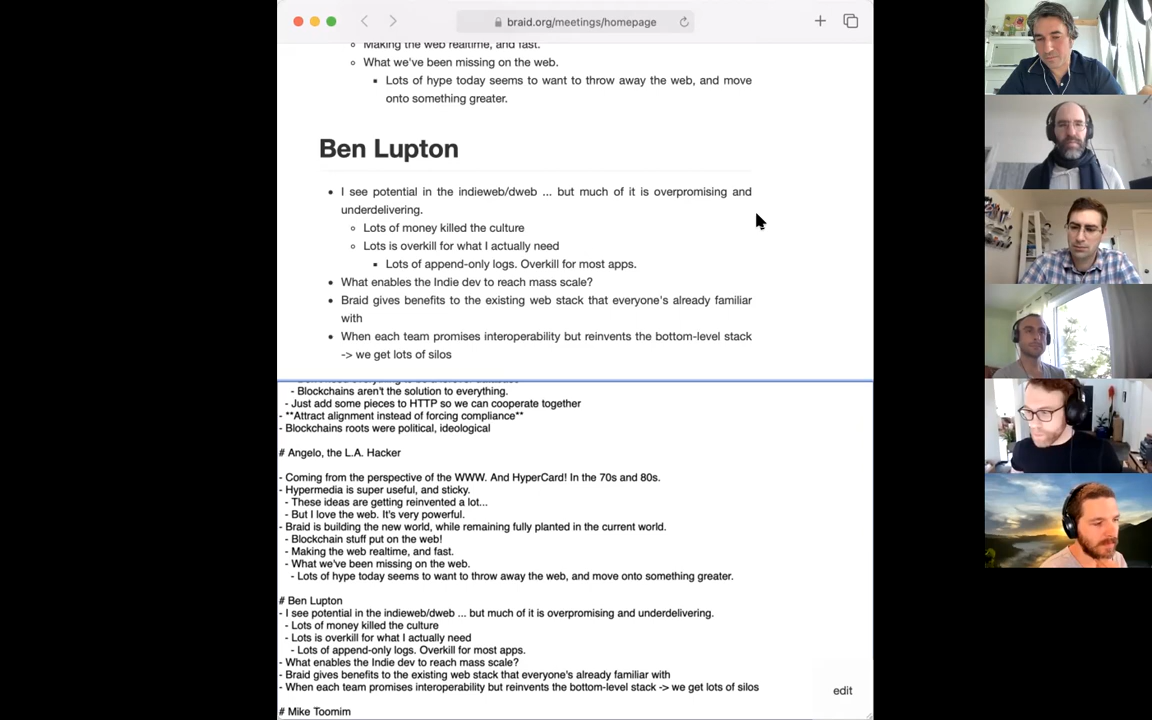 braid.org/meetings/homepage
Making the web realtime, and fast.
What we've been missing on the web.
Lots of hype today seems to want to throw away the web, and move
onto something greater.
Ben Lupton
I see potential in the indieweb/dweb ... but much of it is overpromising and
underdelivering.
Lots of money killed the culture
Lots is overkill for what I actually need
Lots of append-only logs. Overkill for most apps.
What enables the Indie dev to reach mass scale?
Braid gives benefits to the existing web stack that everyone's already familiar
with
When each team promises interoperability but reinvents the bottom-level stack
-> we get lots of silos
- Blockchains aren't the solution to everything.
- Just add some pieces to HTTP so we can cooperate together
- **Attract alignment instead of forcing compliance**
- Blockchains roots were political, ideological
# Angelo, the L.A. Hacker
- Coming from the perspective of the WWW. And HyperCard! In the 70s and 80s.
- Hypermedia is super useful, and sticky.
- These ideas are getting reinvented a lot...
- But I love the web. It's very powerful.
- Braid is building the new world, while remaining fully planted in the current world.
- Blockchain stuff put on the web!
- Making the web realtime, and fast.
- What we've been missing on the web.
- Lots of hype today seems to want to throw away the web, and move onto something greater.
# Ben Lupton
- I see potential in the indieweb/dweb ... but much of it is overpromising and underdelivering.
- Lots of money killed the culture
- Lots is overkill for what I actually need
- Lots of append-only logs. Overkill for most apps.
- What enables the Indie dev to reach mass scale?
- Braid gives benefits to the existing web stack that everyone's already familiar with
- When each team promises interoperability but reinvents the bottom-level stack -> we get lots of silos
edit
# Mike Toomim